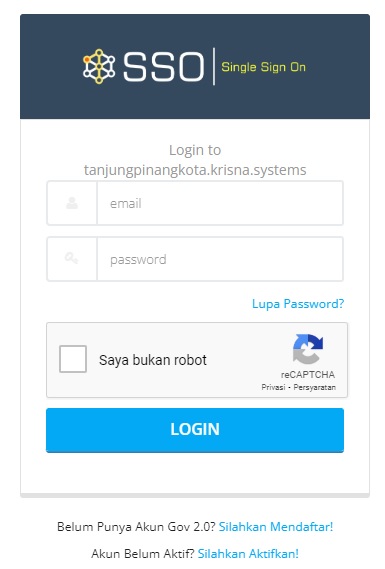 SSO Single Sign On
Login to
tanjungpinangkota.krisna.systems
email
password
Lupa Password?
Saya bukan robot
reCAPTCHA
Privasi - Persyaratan
LOGIN
Belum Punya Akun Gov 2.0? Silahkan Mendaftar!
Akun Belum Aktif? Silahkan Aktifkan!